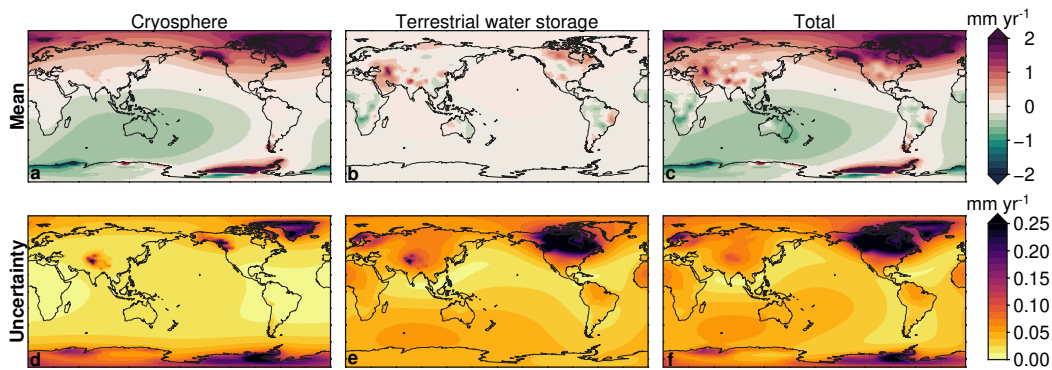 Cryosphere
Terrestrial water storage
Total
mm yr⁻¹
Mean
a
b
c
2
1
0
−1
−2
mm yr⁻¹
Uncertainty
d
e
f
0.25
0.20
0.15
0.10
0.05
0.00